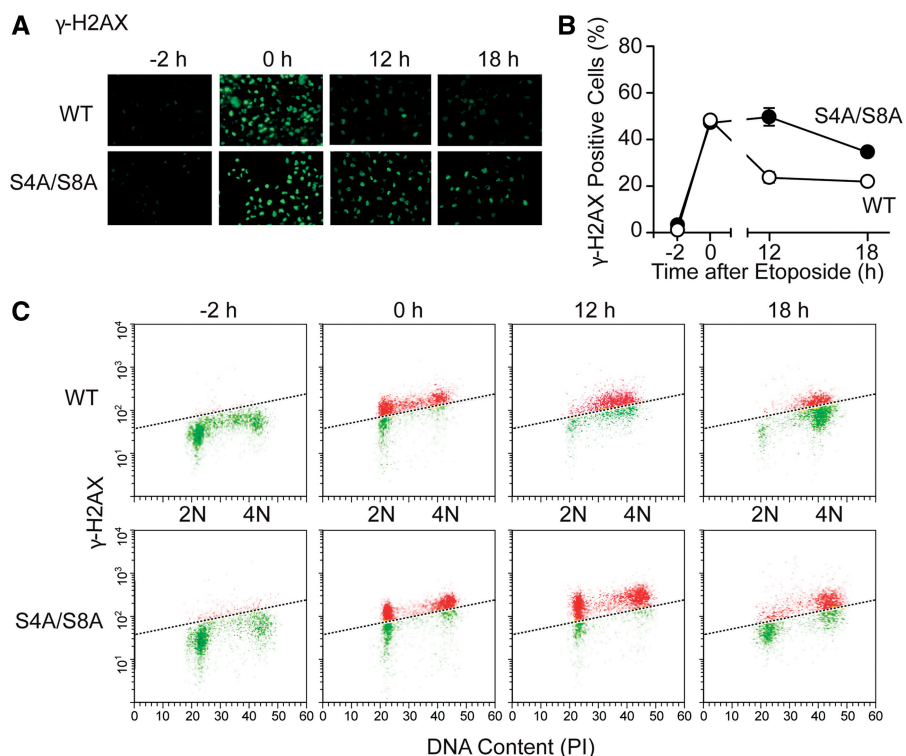 A
γ-H2AX
-2 h 0 h 12 h 18 h
WT
S4A/S8A
B
γ-H2AX Positive Cells (%)
80
60
40
20
0
S4A/S8A
WT
-2 0 12 18
Time after Etoposide (h)
C
-2 h 0 h 12 h 18 h
WT
10⁴
10³
10²
10¹
2N 4N 2N 4N 2N 4N 2N 4N
γ-H2AX
S4A/S8A
10⁴
10³
10²
10¹
0 10 20 30 40 50 60 0 10 20 30 40 50 60 0 10 20 30 40 50 60 0 10 20 30 40 50 60
DNA Content (PI)